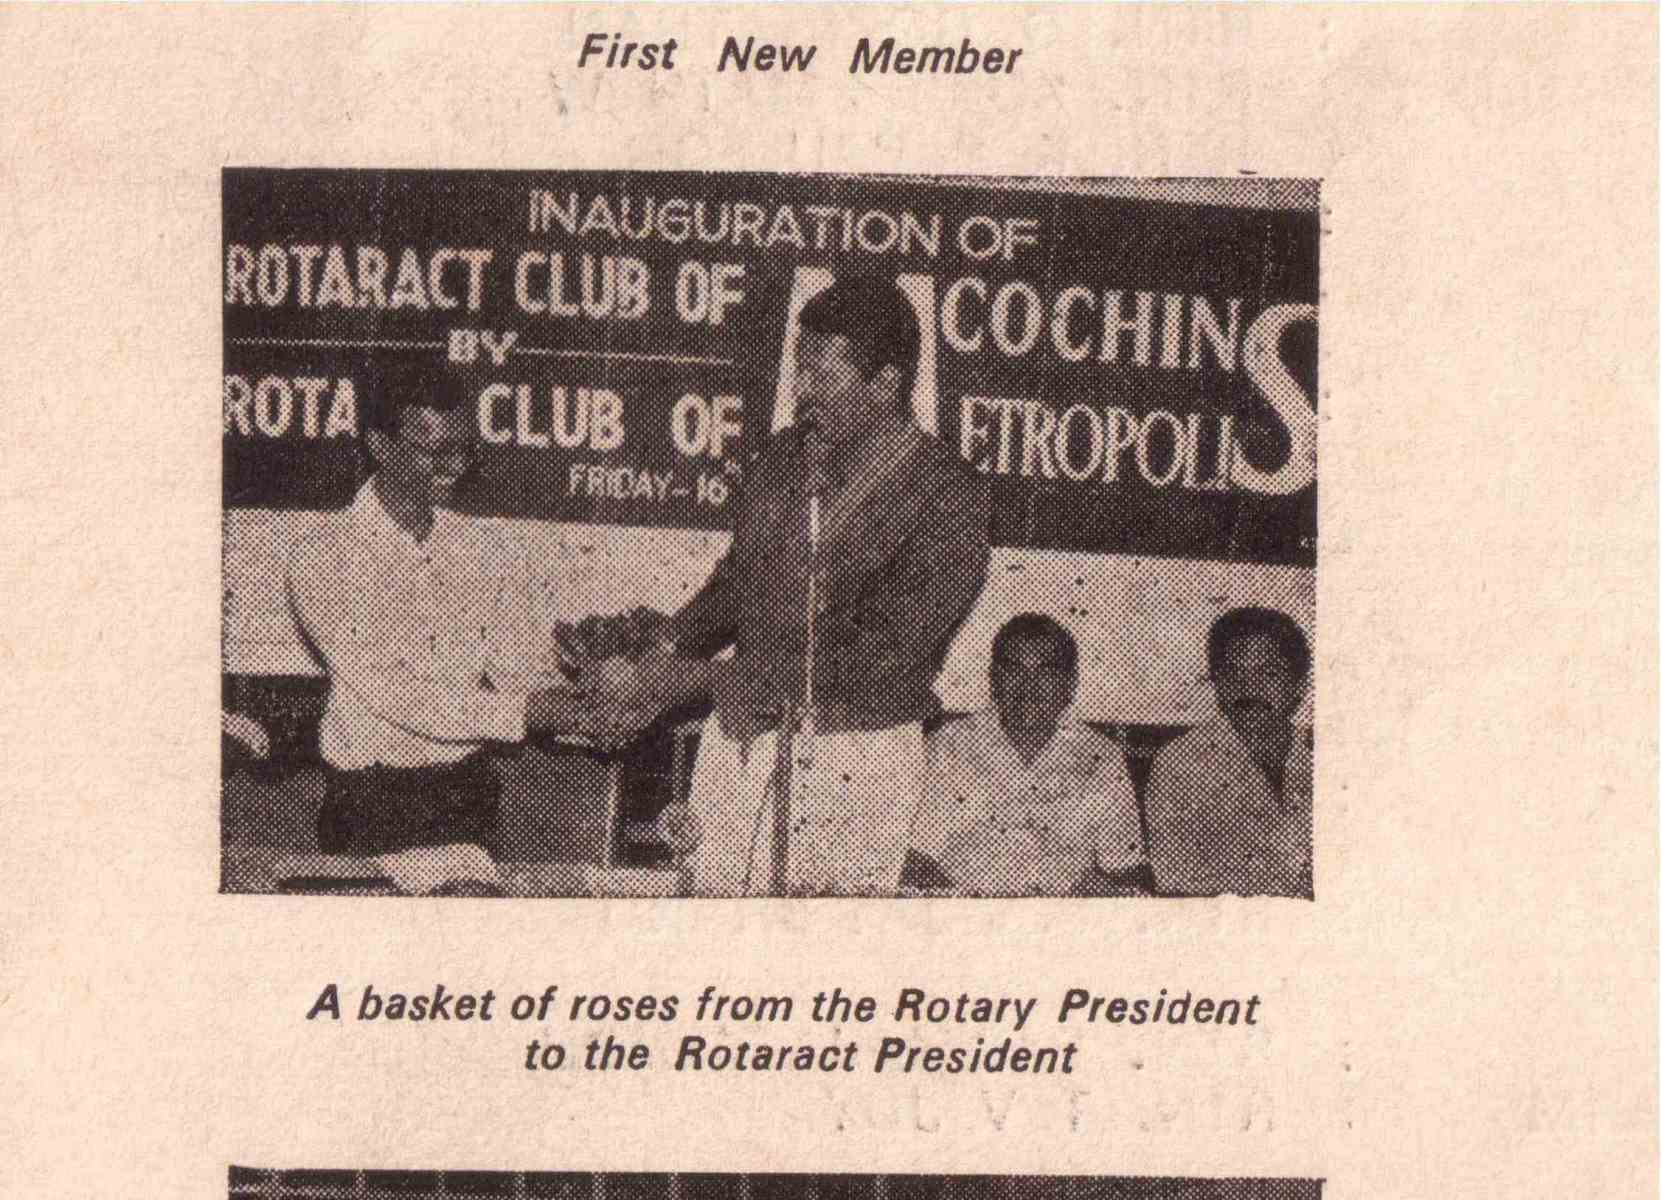 First New Member
INAUGURATION OF
ROTARACT CLUB OF
COCHIN
S
BY
ROTA
CLUB OF
ETROPOLIS
FRIDAY-16th
A basket of roses from the Rotary President
to the Rotaract President